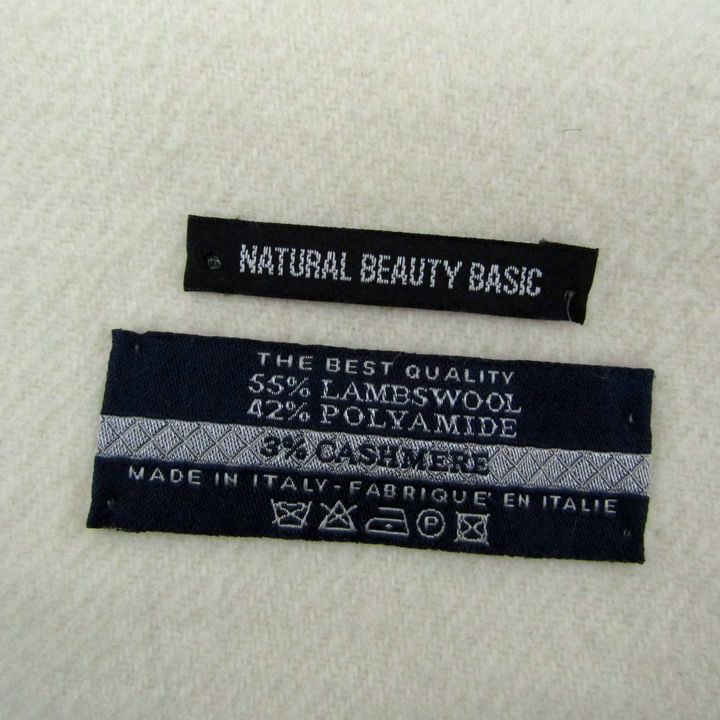 NATURAL BEAUTY BASIC
THE BEST QUALITY
55% LAMBSWOOL
42% POLYAMIDE
3% CASHMERE
MADE IN ITALY-FABRIQUE' EN ITALIE
P